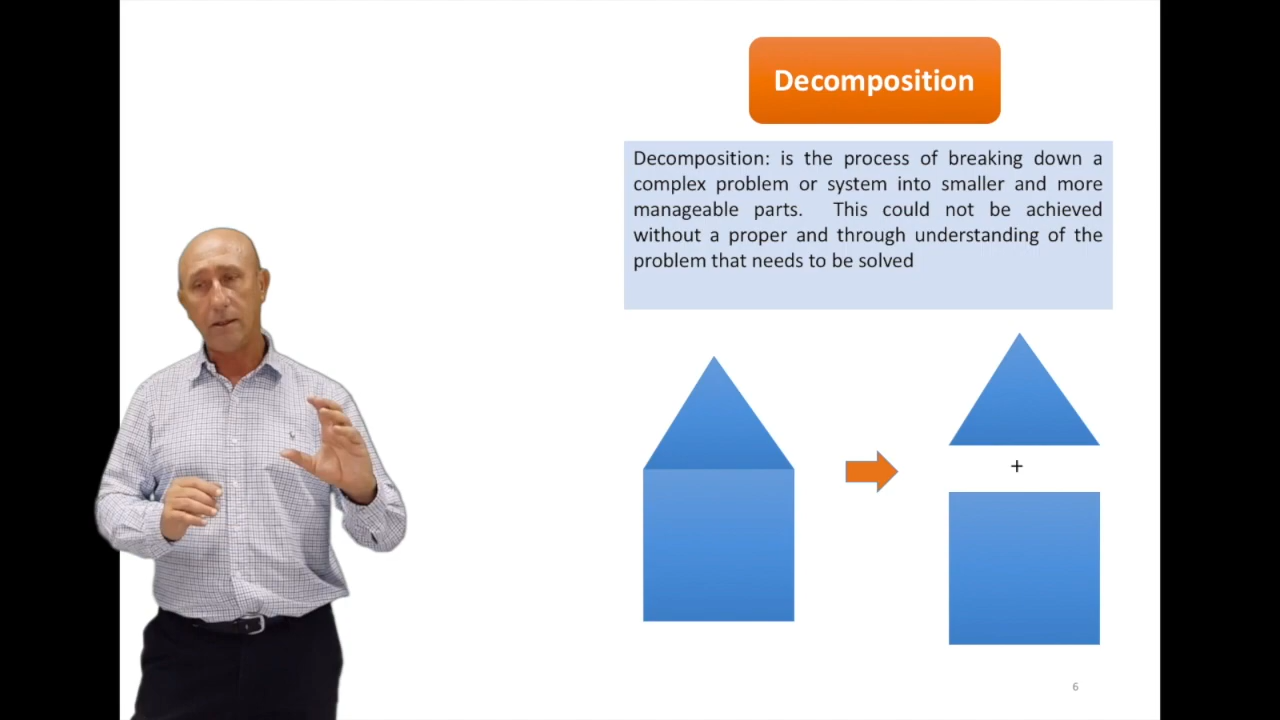 Decomposition
Decomposition: is the process of breaking down a
complex problem or system into smaller and more
manageable parts. This could not be achieved
without a proper and through understanding of the
problem that needs to be solved
+
6